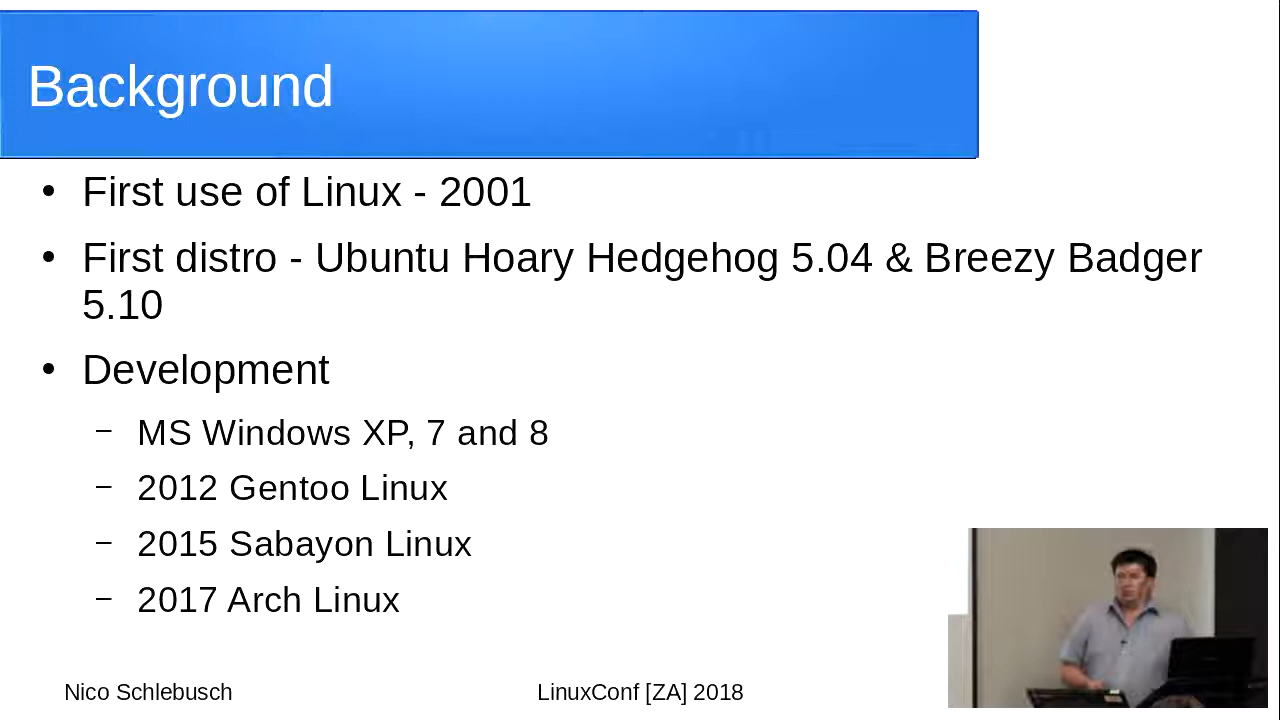 Background
• First use of Linux - 2001
• First distro - Ubuntu Hoary Hedgehog 5.04 & Breezy Badger
5.10
• Development
– MS Windows XP, 7 and 8
– 2012 Gentoo Linux
– 2015 Sabayon Linux
– 2017 Arch Linux
Nico Schlebusch
LinuxConf [ZA] 2018